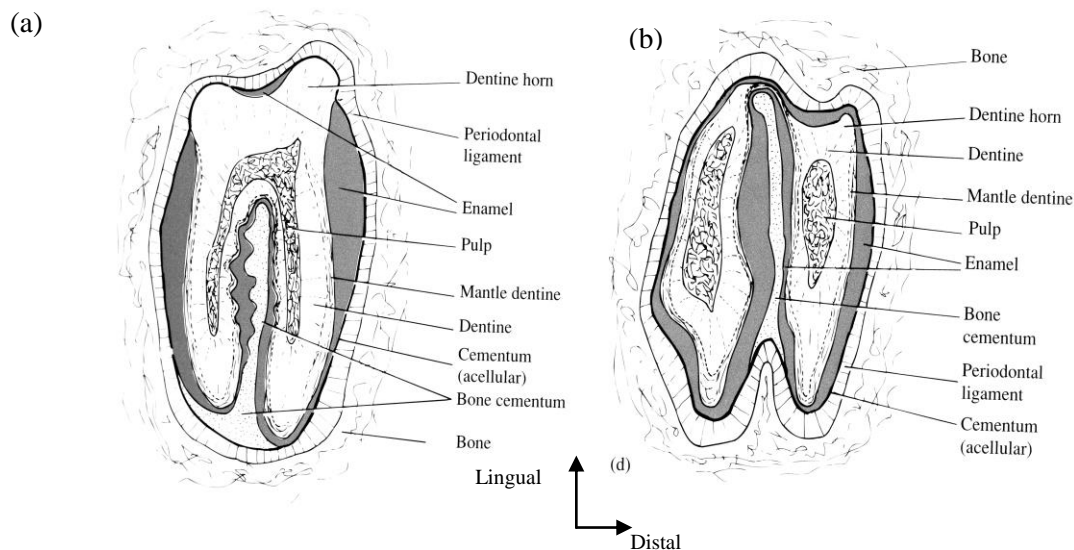 (a)
Dentine horn
Periodontal
ligament
Enamel
Pulp
Mantle dentine
Dentine
Cementum
(acellular)
Bone cementum
Bone
(b)
Bone
Dentine horn
Dentine
Mantle dentine
Pulp
Enamel
Bone
cementum
Periodontal
ligament
Cementum
(acellular)
(d)
Lingual
Distal